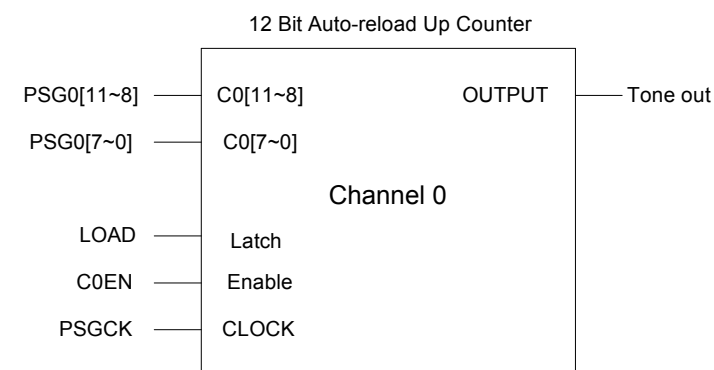 12 Bit Auto-reload Up Counter
PSG0[11~8] C0[11~8] OUTPUT Tone out
PSG0[7~0] C0[7~0]
Channel 0
LOAD Latch
C0EN Enable
PSGCK CLOCK